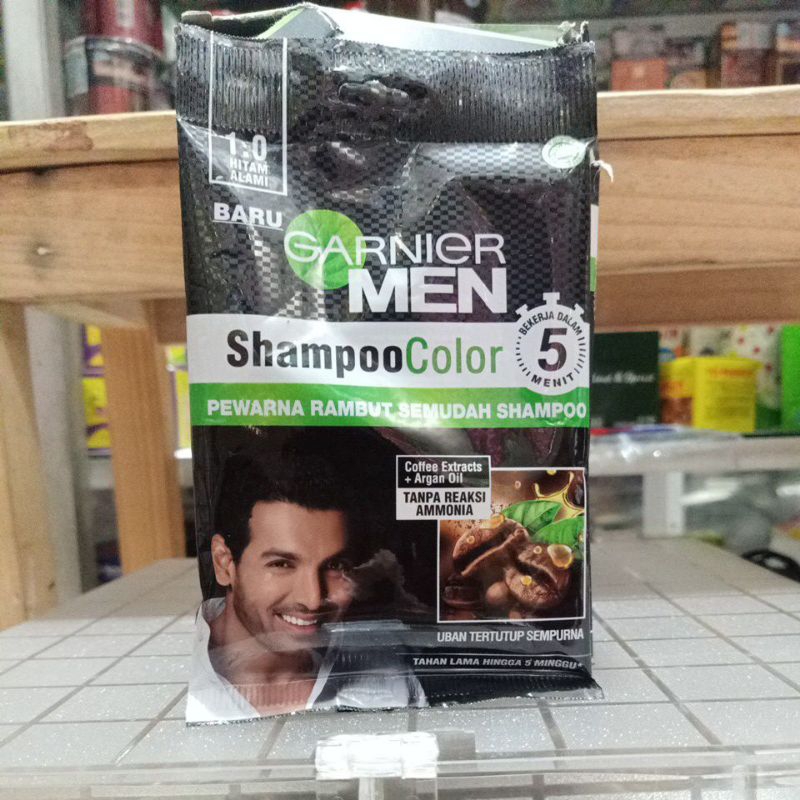 1.0
HITAM
ALAMI
BARU
GARNIER
MEN
ShampooColor
BEKERJA DALAM
5
MENIT
PEWARNA RAMBUT SEMUDAH SHAMPOO
Coffee Extracts
+ Argan Oil
TANPA REAKSI
AMMONIA
UBAN TERTUTUP SEMPURNA
TAHAN LAMA HINGGA 5 MINGGU*